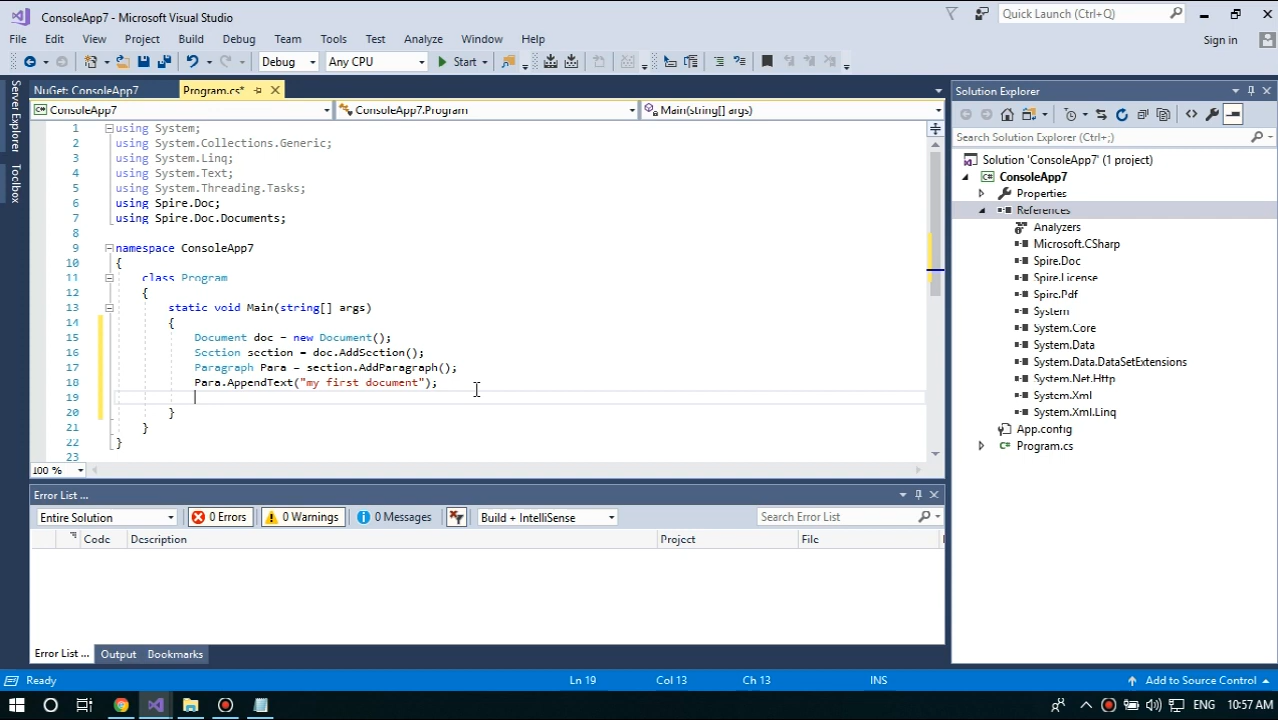 ConsoleApp7 - Microsoft Visual Studio
Quick Launch (Ctrl+Q)
File Edit View Project Build Debug Team Tools Test Analyze Window Help
Sign in
Debug Any CPU Start
NuGet: ConsoleApp7 Program.cs*
ConsoleApp7 ConsoleApp7.Program Main(string[] args)
Server Explorer
Toolbox
1 using System;
2 using System.Collections.Generic;
3 using System.Linq;
4 using System.Text;
5 using System.Threading.Tasks;
6 using Spire.Doc;
7 using Spire.Doc.Documents;
8
9 namespace ConsoleApp7
10 {
11 class Program
12 {
13 static void Main(string[] args)
14 {
15 Document doc = new Document();
16 Section section = doc.AddSection();
17 Paragraph Para = section.AddParagraph();
18 Para.AppendText("my first document");
19
20 }
21 }
22 }
23
100 %
Solution Explorer
Search Solution Explorer (Ctrl+;)
Solution 'ConsoleApp7' (1 project)
ConsoleApp7
Properties
References
Analyzers
Microsoft.CSharp
Spire.Doc
Spire.License
Spire.Pdf
System
System.Core
System.Data
System.Data.DataSetExtensions
System.Net.Http
System.Xml
System.Xml.Linq
App.config
Program.cs
Error List ...
Entire Solution 0 Errors 0 Warnings 0 Messages Build + IntelliSense Search Error List
Code Description Project File
Error List ... Output Bookmarks
Ready Ln 19 Col 13 Ch 13 INS Add to Source Control
ENG 10:57 AM